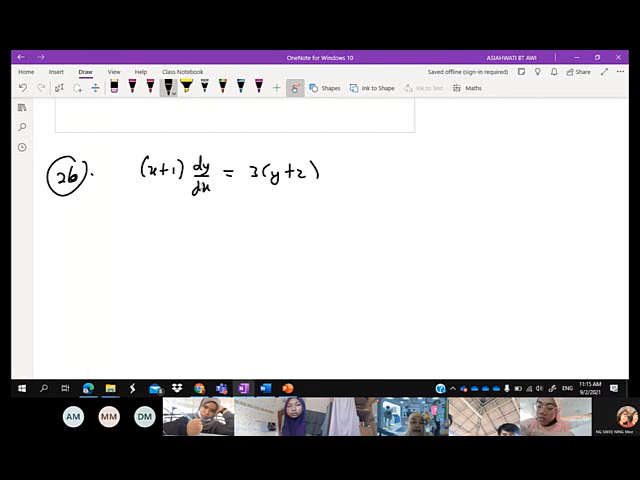 OneNote for Windows 10
ASIAHWATI BT AWI
Home Insert Draw View Help Class Notebook
Saved offline (sign-in required)
Share
Shapes
Ink to Shape
Ink to Text
Maths
26). (x+1) dy/dx = 3(y+2)
ENG
11:15 AM
9/2/2021
AM MM DM